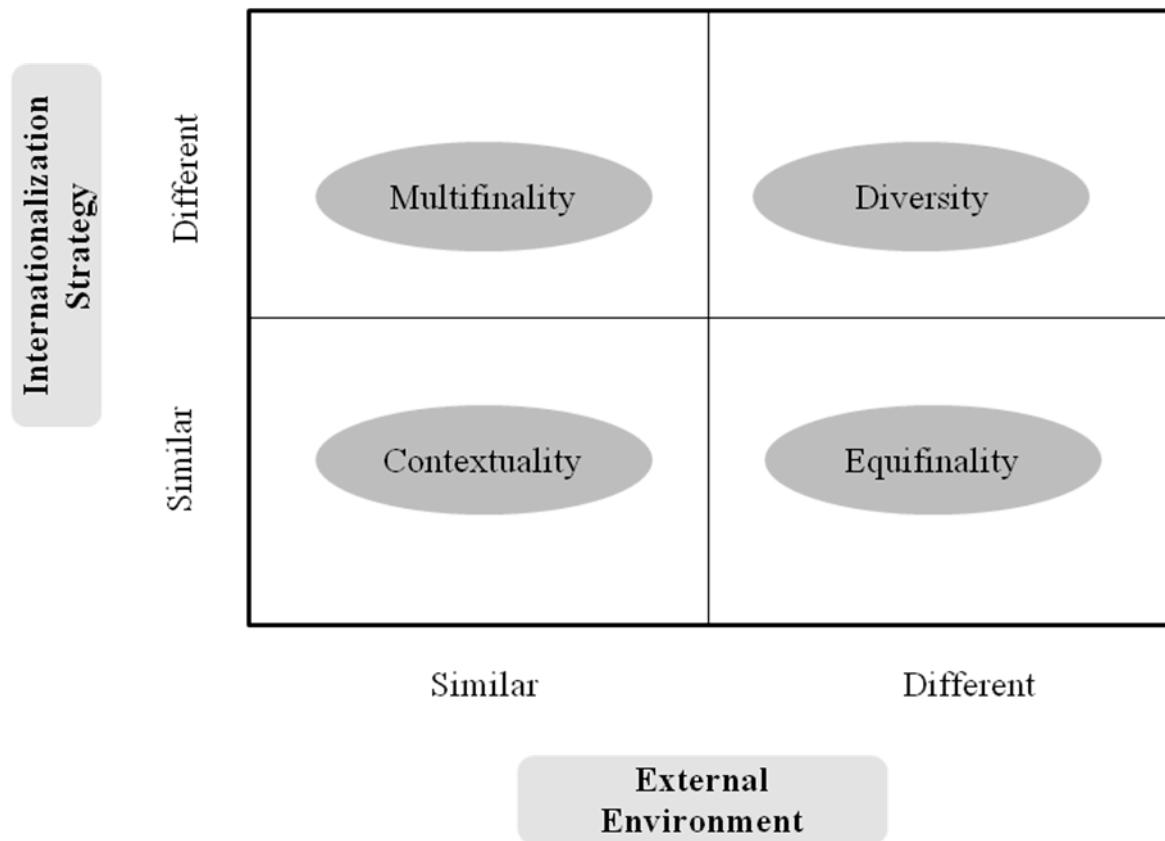 Internationalization
Strategy
Different
Similar
Multifinality
Diversity
Contextuality
Equifinality
Similar
Different
External
Environment